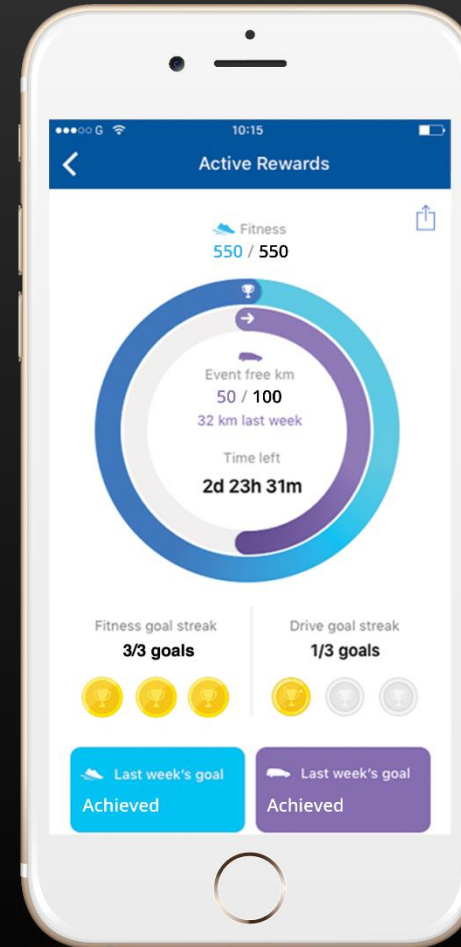 G
10:15
Active Rewards
Fitness
550 / 550
Event free km
50 / 100
32 km last week
Time left
2d 23h 31m
Fitness goal streak
3/3 goals
Drive goal streak
1/3 goals
Last week's goal
Achieved
Last week's goal
Achieved